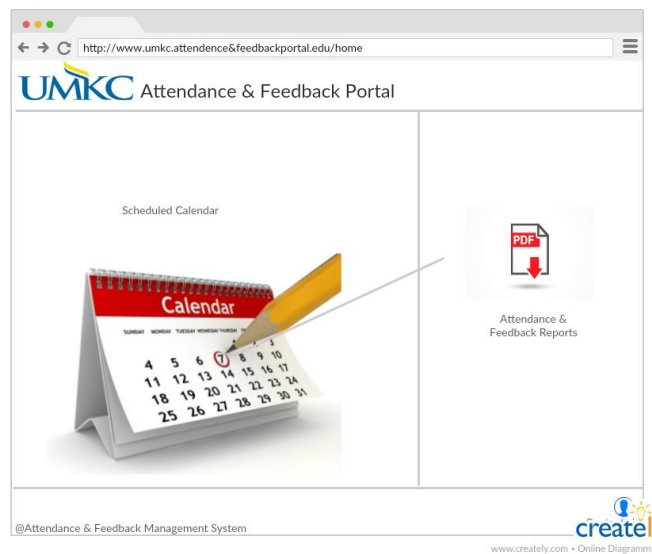 http://www.umkc.attendence&feedbackportal.edu/home
UMKC Attendance & Feedback Portal
Scheduled Calendar
PDF
Calendar
SUNDAY MONDAY TUESDAY WEDNESDAY THURSDAY
3
4 5 6 7 8 9 10
11 12 13 14 15 16 17
18 19 20 21 22 23 24
25 26 27 28 29 30 31
Attendance &
Feedback Reports
@Attendance & Feedback Management System
create
www.creately.com • Online Diagramm